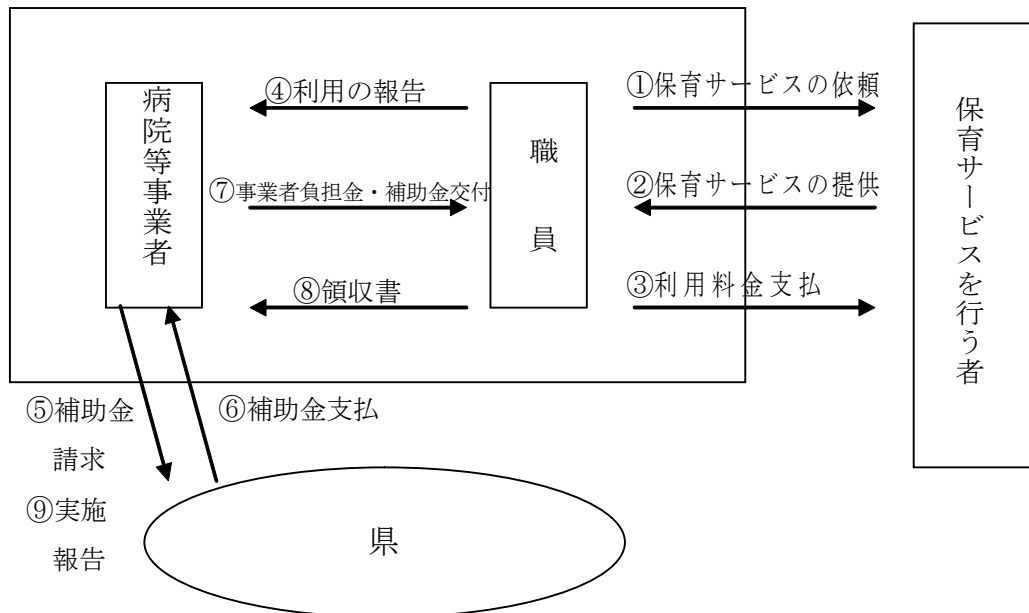 病院等事業者
④利用の報告
⑦事業者負担金・補助金交付
⑧領収書
職員
①保育サービスの依頼
②保育サービスの提供
③利用料金支払
保育サービスを行う者
⑤補助金
請求
⑥補助金支払
⑨実施
報告
県